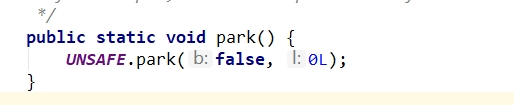 */
public static void park() {
UNSAFE.park( b: false, l: 0L);
}